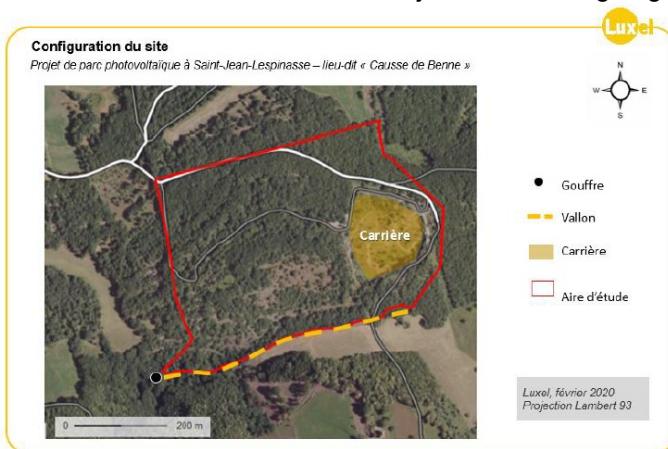 Luxel
Configuration du site
Projet de parc photovoltaïque à Saint-Jean-Lespinasse – lieu-dit « Causse de Benne »
N
W
E
S
Gouffre
Vallon
Carrière
Carrière
Aire d'étude
Luxel, février 2020
Projection Lambert 93
0
200 m